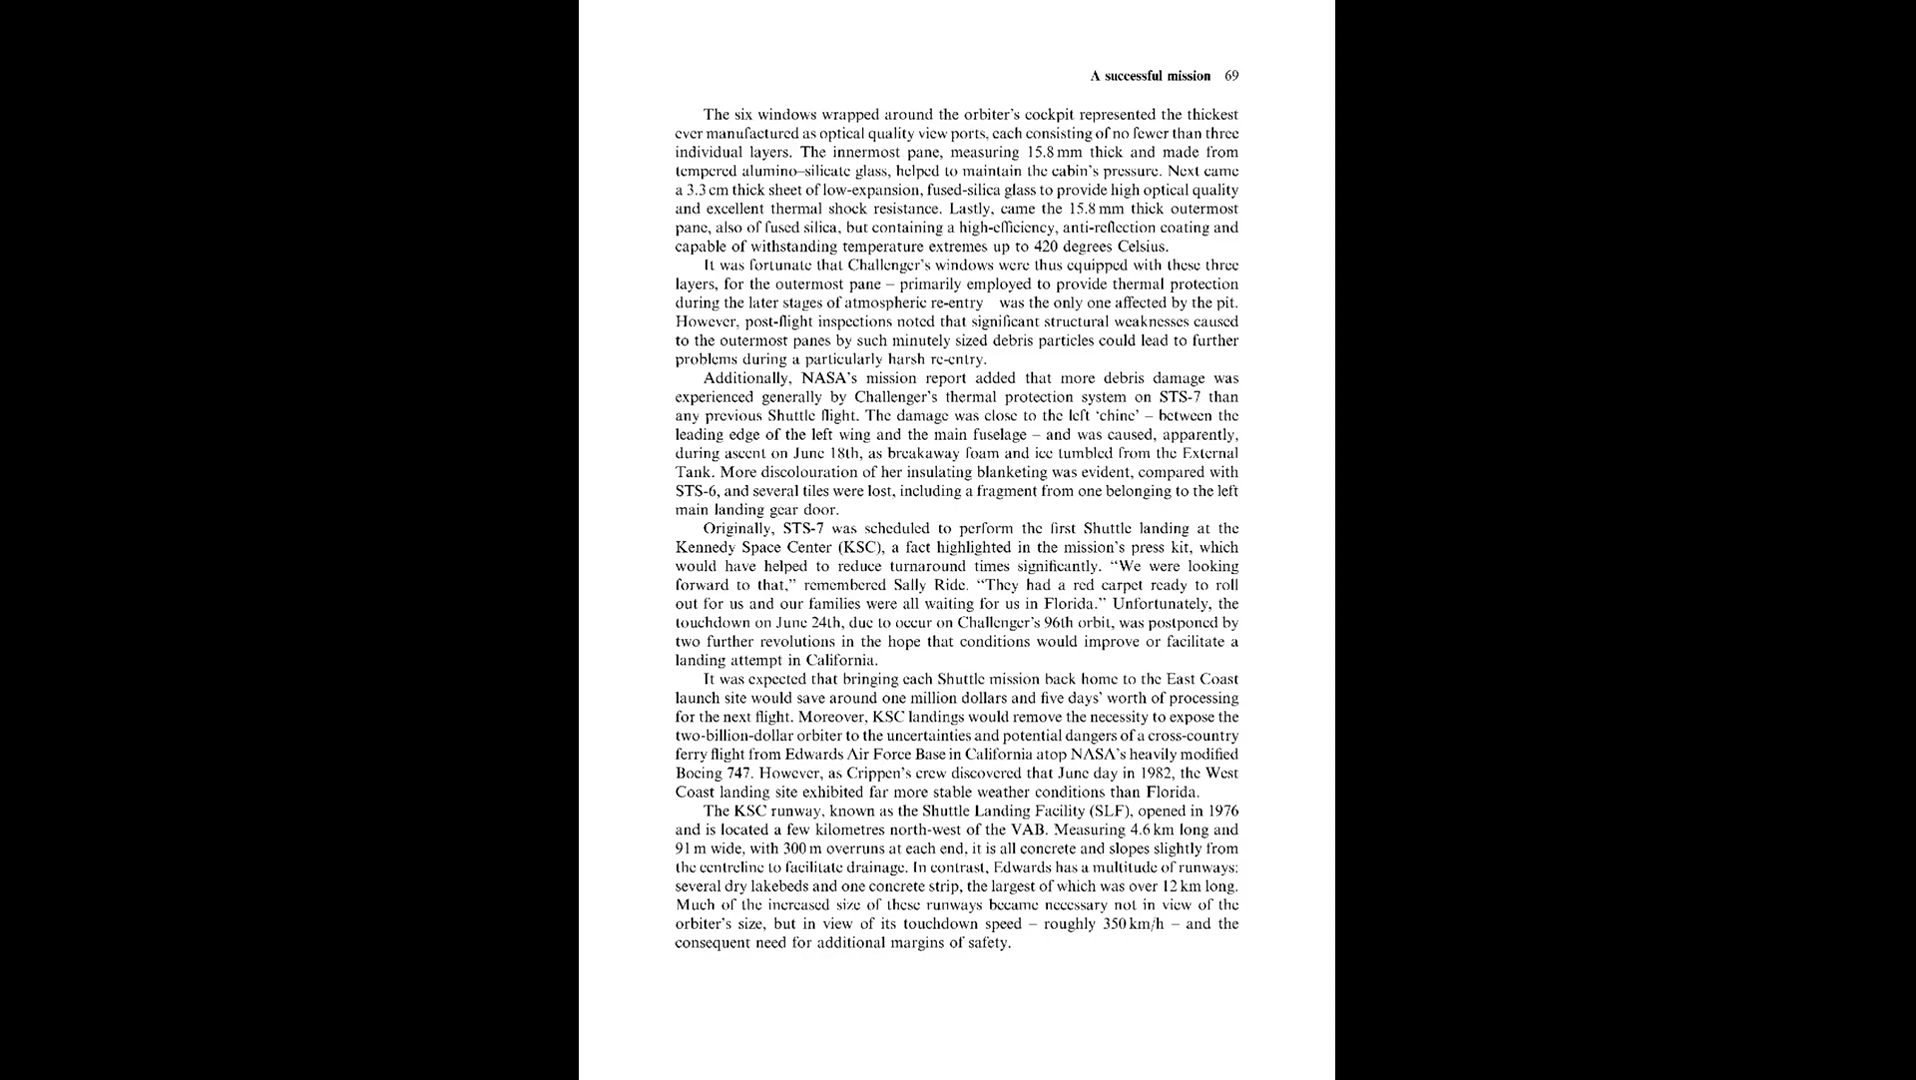 A successful mission 69
The six windows wrapped around the orbiter's cockpit represented the thickest
ever manufactured as optical quality view ports, each consisting of no fewer than three
individual layers. The innermost pane, measuring 15.8 mm thick and made from
tempered alumino–silicate glass, helped to maintain the cabin's pressure. Next came
a 3.3 cm thick sheet of low-expansion, fused-silica glass to provide high optical quality
and excellent thermal shock resistance. Lastly, came the 15.8 mm thick outermost
pane, also of fused silica, but containing a high-efficiency, anti-reflection coating and
capable of withstanding temperature extremes up to 420 degrees Celsius.
It was fortunate that Challenger's windows were thus equipped with these three
layers, for the outermost pane – primarily employed to provide thermal protection
during the later stages of atmospheric re-entry was the only one affected by the pit.
However, post-flight inspections noted that significant structural weaknesses caused
to the outermost panes by such minutely sized debris particles could lead to further
problems during a particularly harsh re-entry.
Additionally, NASA's mission report added that more debris damage was
experienced generally by Challenger's thermal protection system on STS-7 than
any previous Shuttle flight. The damage was close to the left 'chine' – between the
leading edge of the left wing and the main fuselage – and was caused, apparently,
during ascent on June 18th, as breakaway foam and ice tumbled from the External
Tank. More discolouration of her insulating blanketing was evident, compared with
STS-6, and several tiles were lost, including a fragment from one belonging to the left
main landing gear door.
Originally, STS-7 was scheduled to perform the first Shuttle landing at the
Kennedy Space Center (KSC), a fact highlighted in the mission's press kit, which
would have helped to reduce turnaround times significantly. "We were looking
forward to that," remembered Sally Ride. "They had a red carpet ready to roll
out for us and our families were all waiting for us in Florida." Unfortunately, the
touchdown on June 24th, due to occur on Challenger's 96th orbit, was postponed by
two further revolutions in the hope that conditions would improve or facilitate a
landing attempt in California.
It was expected that bringing each Shuttle mission back home to the East Coast
launch site would save around one million dollars and five days' worth of processing
for the next flight. Moreover, KSC landings would remove the necessity to expose the
two-billion-dollar orbiter to the uncertainties and potential dangers of a cross-country
ferry flight from Edwards Air Force Base in California atop NASA's heavily modified
Boeing 747. However, as Crippen's crew discovered that June day in 1982, the West
Coast landing site exhibited far more stable weather conditions than Florida.
The KSC runway, known as the Shuttle Landing Facility (SLF), opened in 1976
and is located a few kilometres north-west of the VAB. Measuring 4.6 km long and
91 m wide, with 300 m overruns at each end, it is all concrete and slopes slightly from
the centreline to facilitate drainage. In contrast, Edwards has a multitude of runways:
several dry lakebeds and one concrete strip, the largest of which was over 12 km long.
Much of the increased size of these runways became necessary not in view of the
orbiter's size, but in view of its touchdown speed – roughly 350 km/h – and the
consequent need for additional margins of safety.